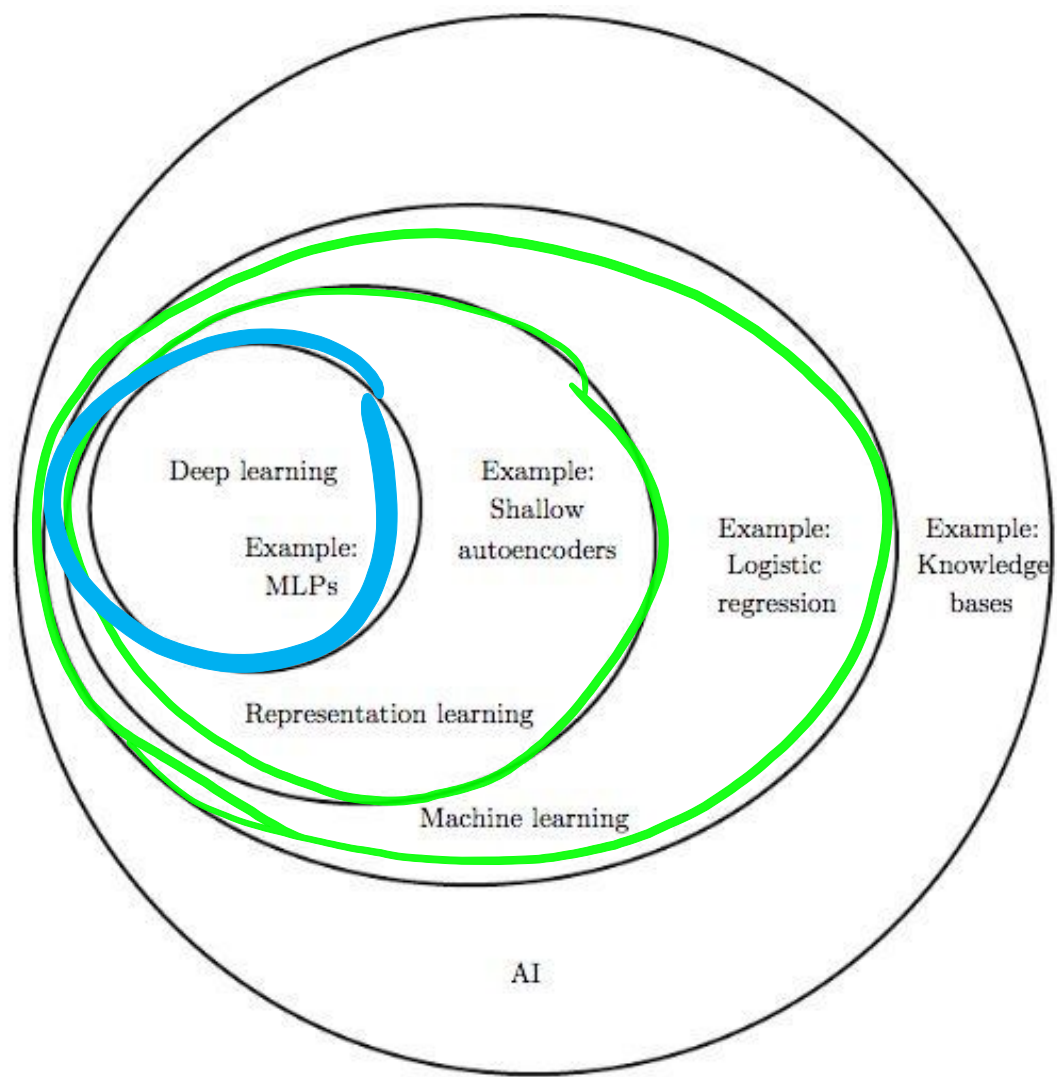 Deep learning
Example:
MLPs
Example:
Shallow
autoencoders
Example:
Logistic
regression
Example:
Knowledge
bases
Representation learning
Machine learning
AI